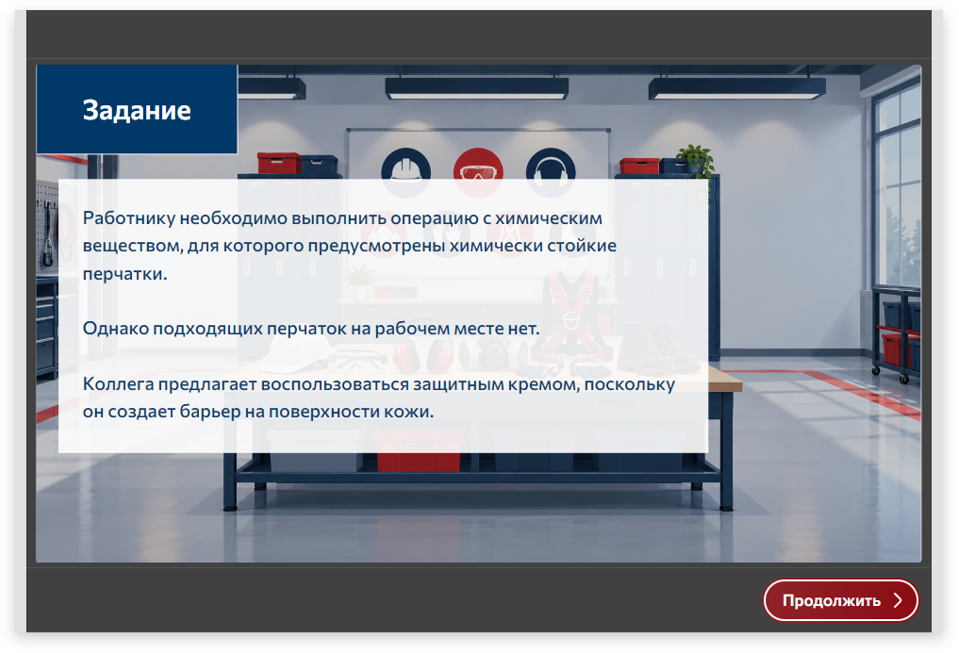 Задание
Работнику необходимо выполнить операцию с химическим
веществом, для которого предусмотрены химически стойкие
перчатки.
Однако подходящих перчаток на рабочем месте нет.
Коллега предлагает воспользоваться защитным кремом, поскольку
он создает барьер на поверхности кожи.
Продолжить